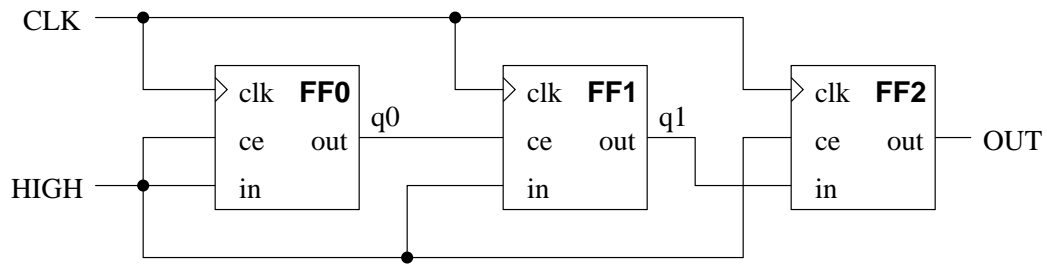 CLK
clk FF0
ce out
in
q0
clk FF1
ce out
in
q1
clk FF2
ce out
in
OUT
HIGH